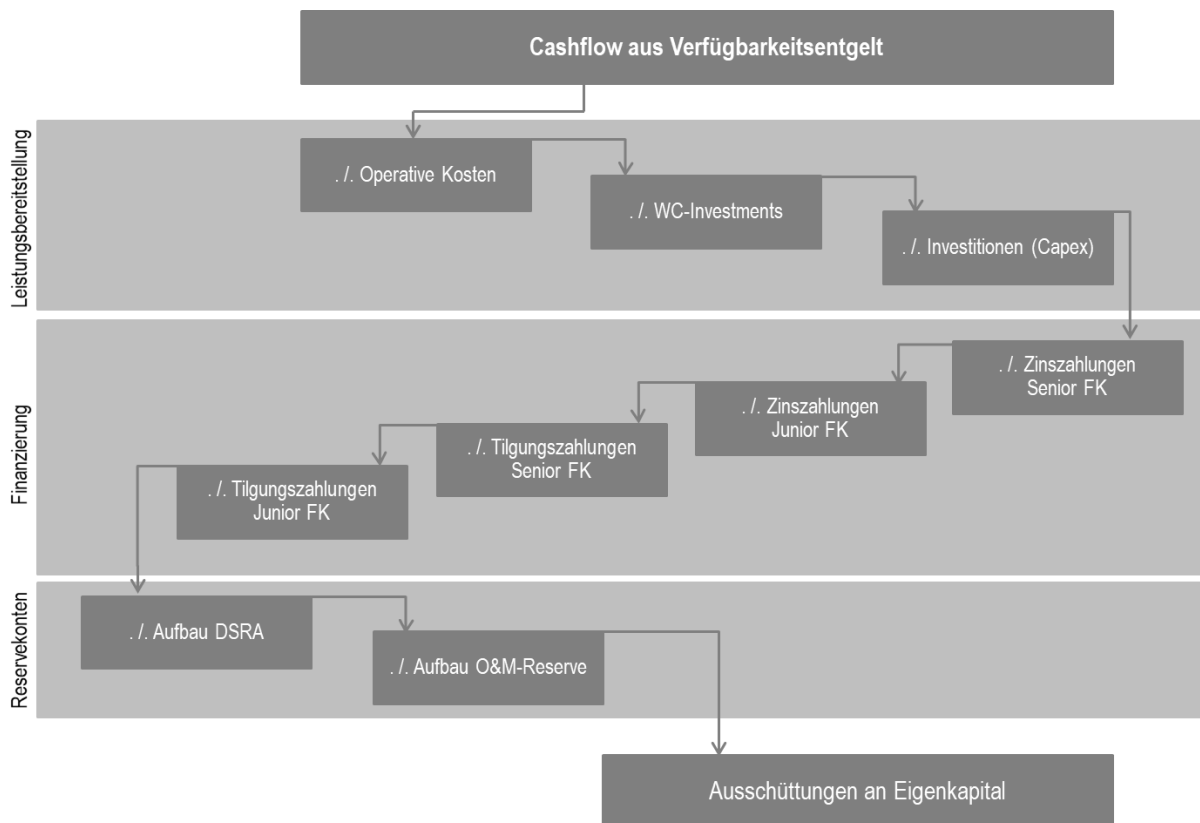 Cashflow aus Verfügbarkeitsentgelt
Leistungsbereitstellung
. /. Operative Kosten
. /. WC-Investments
. /. Investitionen (Capex)
Finanzierung
. /. Zinszahlungen
Senior FK
. /. Zinszahlungen
Junior FK
. /. Tilgungszahlungen
Senior FK
. /. Tilgungszahlungen
Junior FK
Reservekonten
. /. Aufbau DSRA
. /. Aufbau O&M-Reserve
Ausschüttungen an Eigenkapital